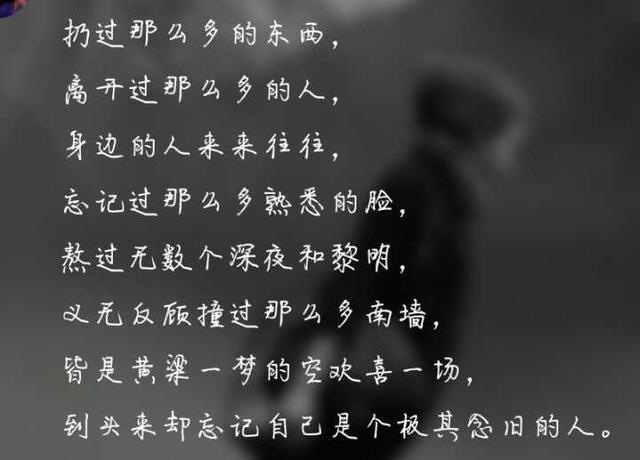 扔过那么多的东西，
离开过那么多的人，
身边的人来来往往，
忘记过那么多熟悉的脸，
熬过无数个深夜和黎明，
义无反顾撞过那么多南墙，
皆是黄梁一梦的空欢喜一场，
到头来却忘记自己是个极其念旧的人。